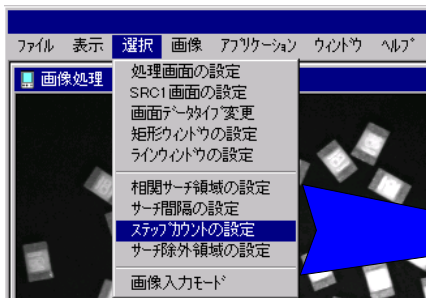 ファイル 表示 選択 画像 アプリケーション ウィンドウ ヘルプ
画像処理
処理画面の設定
SRC1画面の設定
画面データタイプ変更
矩形ウィンドウの設定
ラインウィンドウの設定
相関サーチ領域の設定
サーチ間隔の設定
ステップカウントの設定
サーチ除外領域の設定
画像入力モード